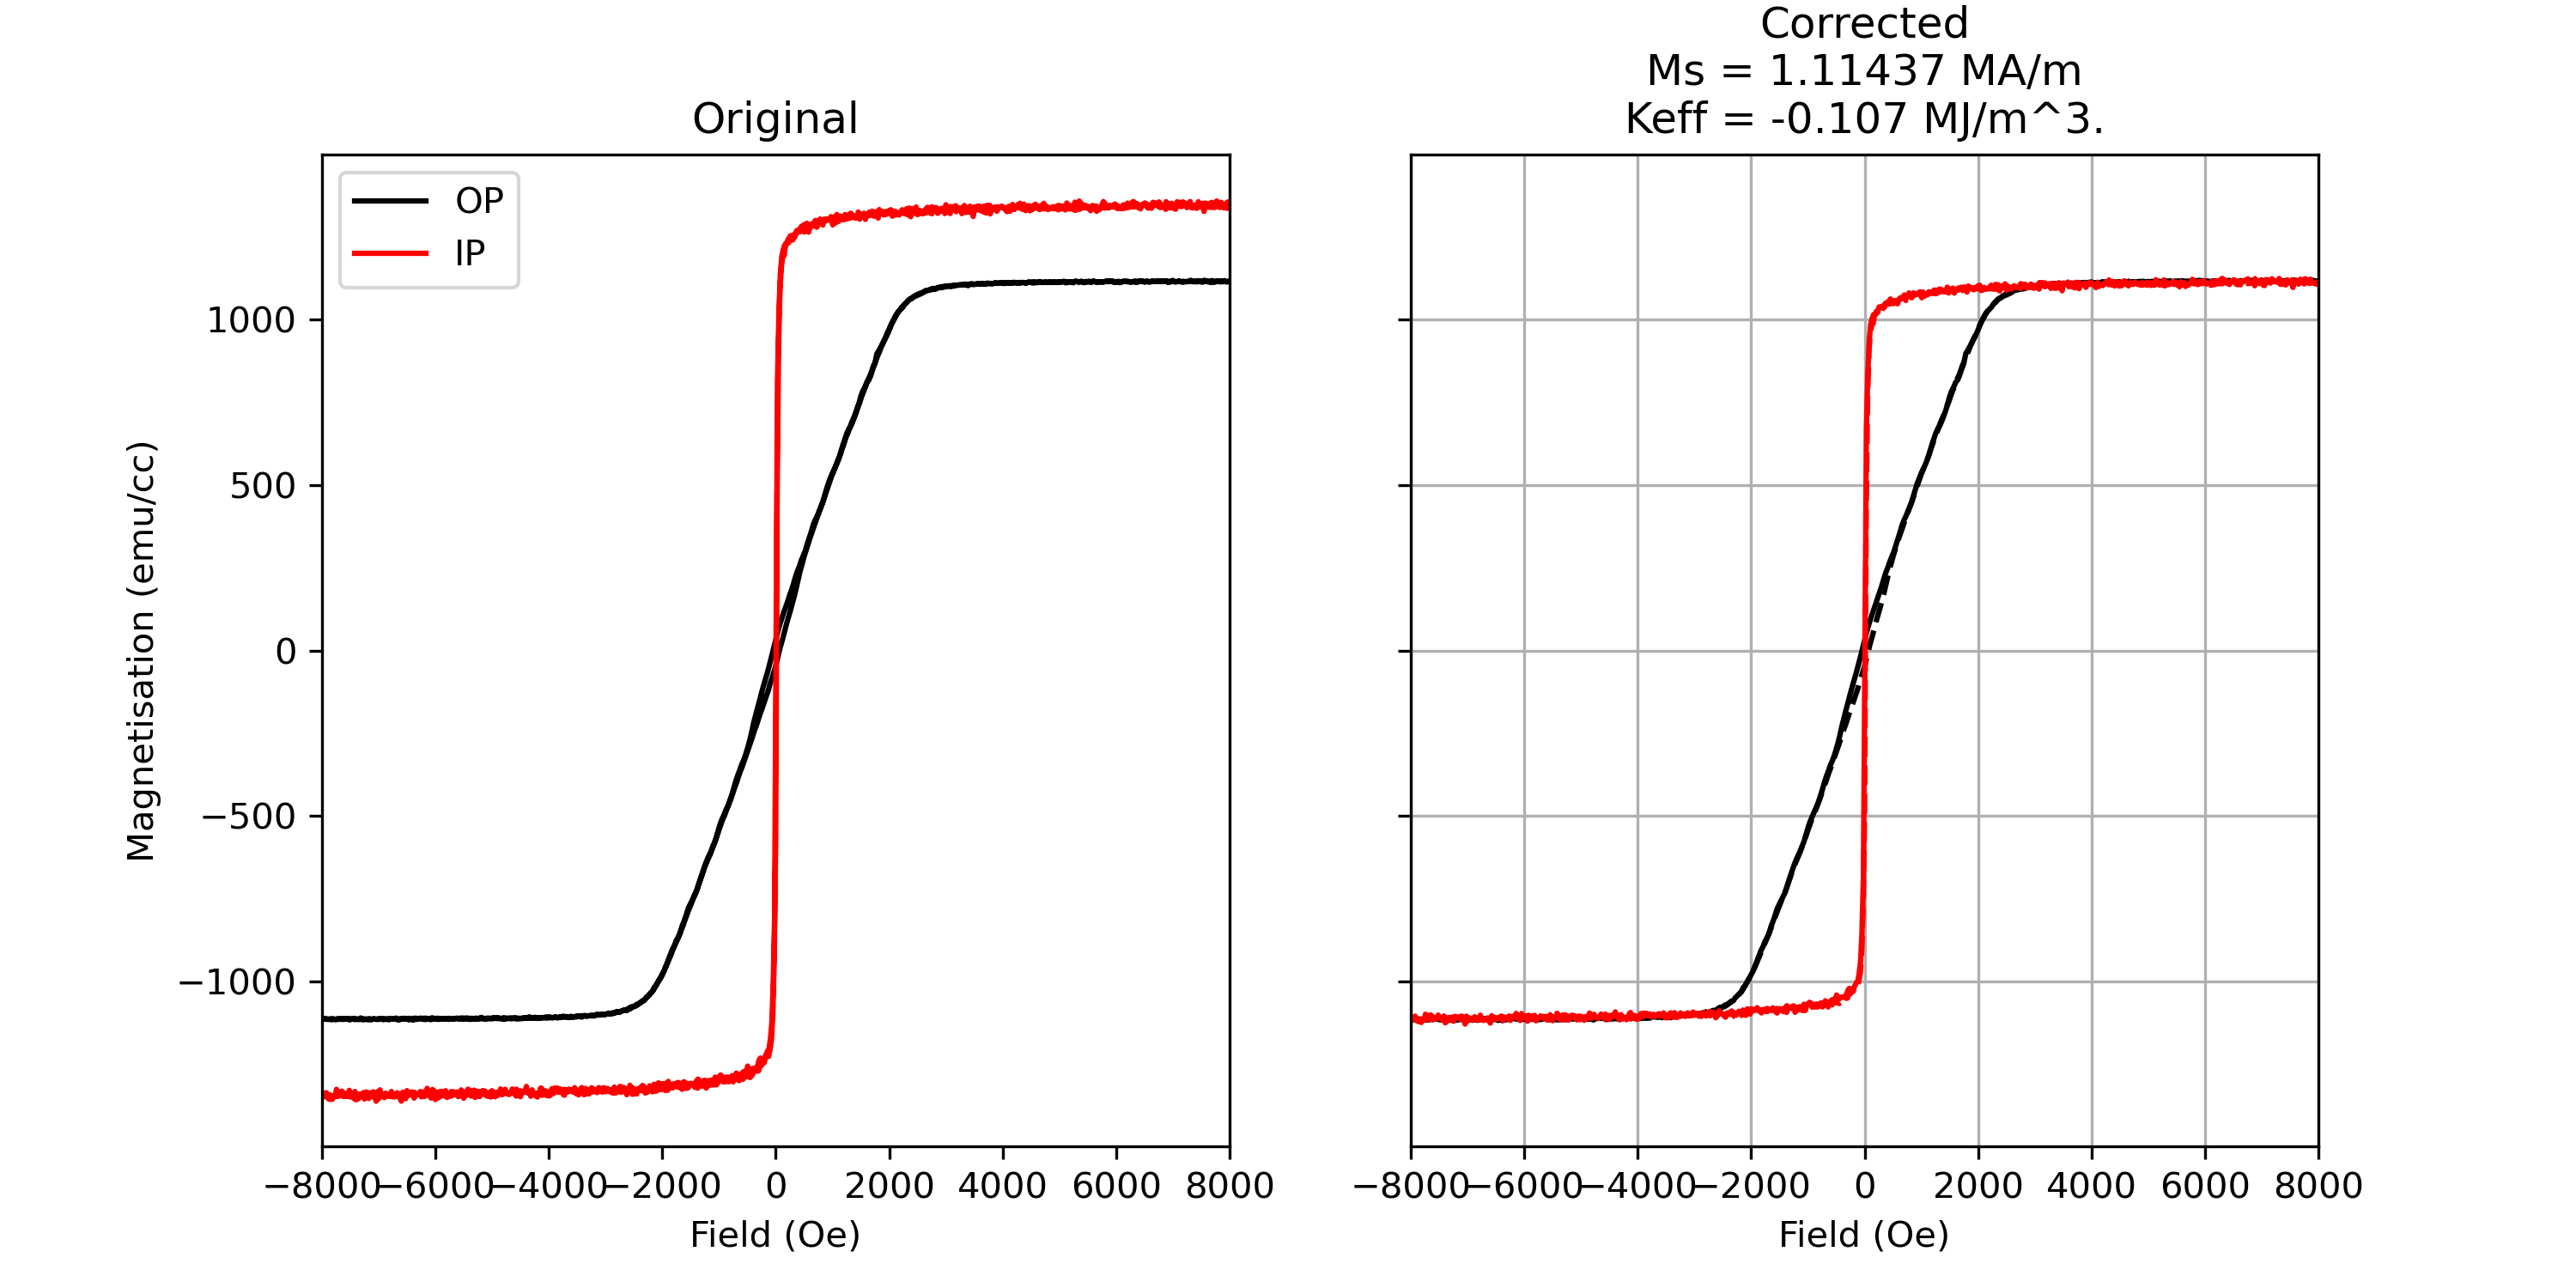 Original
Corrected
Ms = 1.11437 MA/m
Keff = -0.107 MJ/m^3.
OP
IP
Magnetisation (emu/cc)
1000
500
0
−500
−1000
−8000 −6000 −4000 −2000 0 2000 4000 6000 8000
Field (Oe)
−8000 −6000 −4000 −2000 0 2000 4000 6000 8000
Field (Oe)